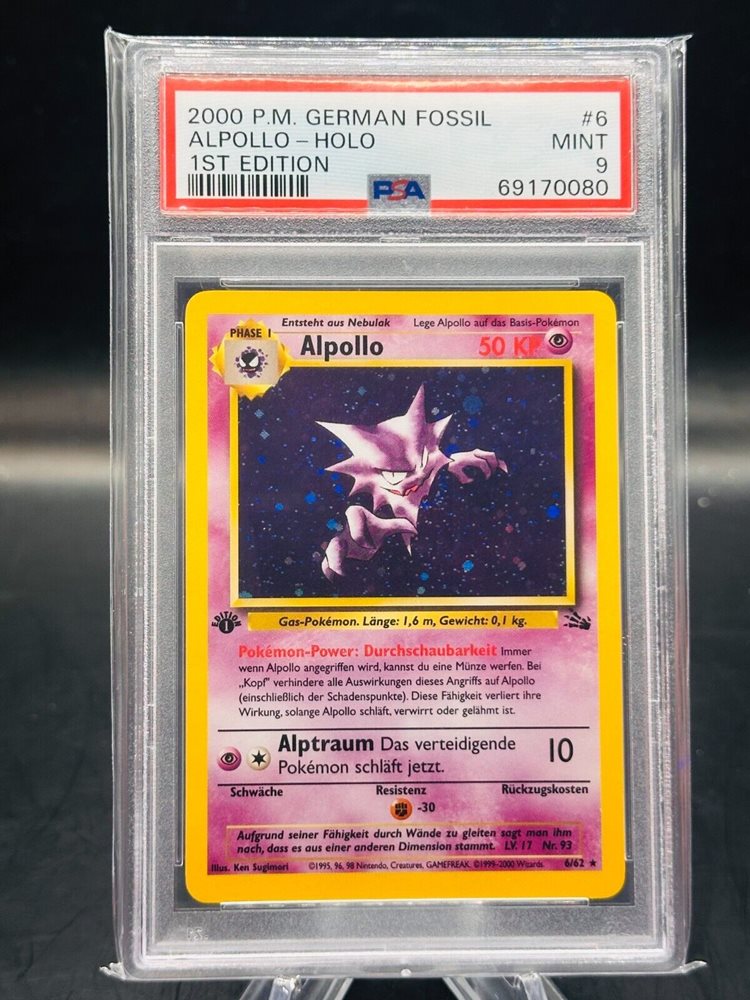 2000 P.M. GERMAN FOSSIL #6
ALPOLLO – HOLO MINT
1ST EDITION 9
PSA 69170080
Entsteht aus Nebulak Lege Alpollo auf das Basis-Pokémon
PHASE I
Alpollo 50 KP
EDITION 1
Gas-Pokémon. Länge: 1,6 m, Gewicht: 0,1 kg.
Pokémon-Power: Durchschaubarkeit Immer
wenn Alpollo angegriffen wird, kannst du eine Münze werfen. Bei
„Kopf" verhindere alle Auswirkungen dieses Angriffs auf Alpollo
(einschließlich der Schadenspunkte). Diese Fähigkeit verliert ihre
Wirkung, solange Alpollo schläft, verwirrt oder gelähmt ist.
Alptraum Das verteidigende 10
Pokémon schläft jetzt.
Schwäche Resistenz Rückzugskosten
-30
Aufgrund seiner Fähigkeit durch Wände zu gleiten sagt man ihm
nach, dass es aus einer anderen Dimension stammt. LV. 17 Nr. 93
Illus. Ken Sugimori ©1995, 96, 98 Nintendo, Creatures, GAMEFREAK. ©1999-2000 Wizards. 6/62 ★